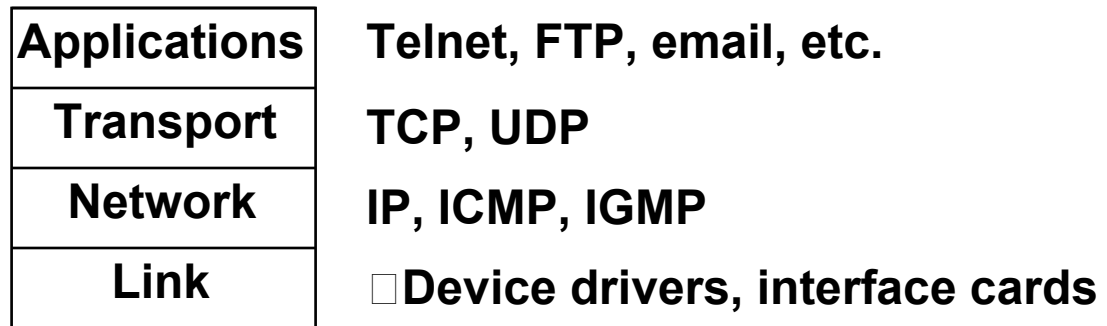 Applications Telnet, FTP, email, etc.
Transport TCP, UDP
Network IP, ICMP, IGMP
Link □Device drivers, interface cards